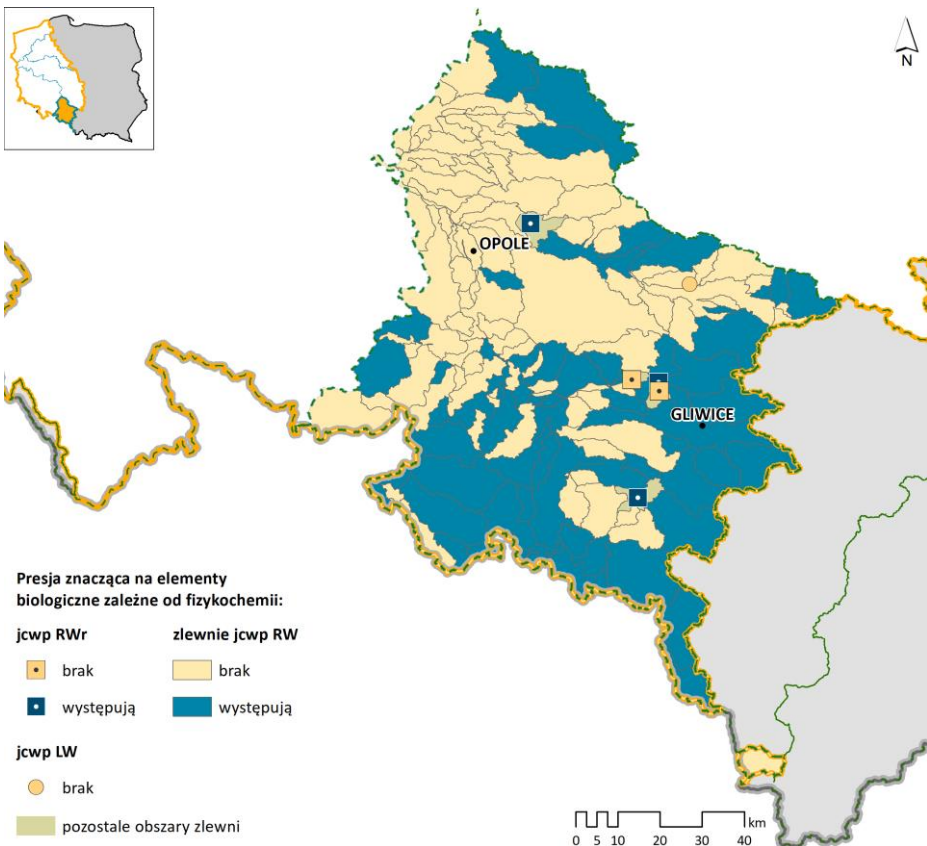 N
OPOLE
GLIWICE
Presja znacząca na elementy
biologiczne zależne od fizykochemii:
jcwp RWr zlewnie jcwp RW
brak brak
występują występują
jcwp LW
brak
pozostałe obszary zlewni
km
0 5 10 20 30 40